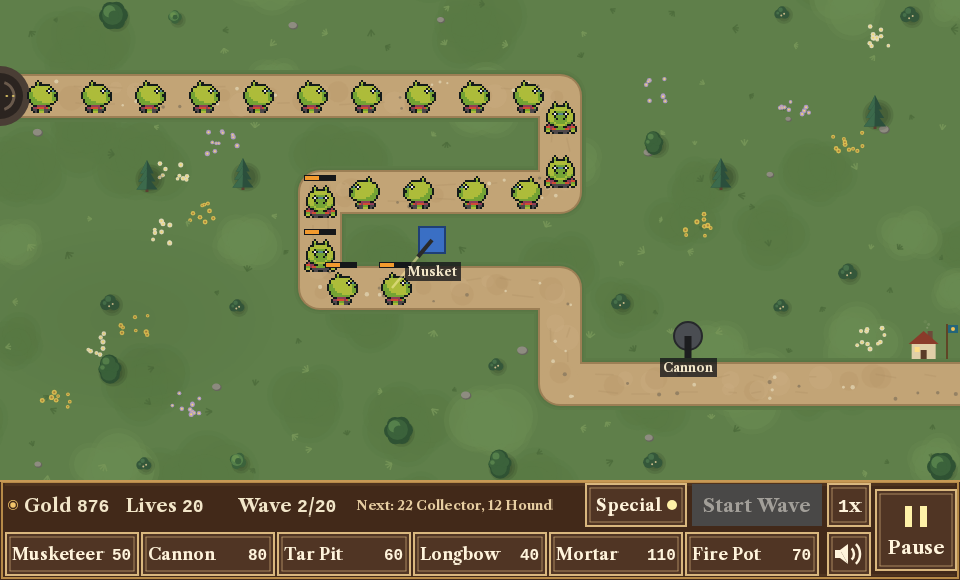 Musket
Cannon
Gold 876 Lives 20 Wave 2/20 Next: 22 Collector, 12 Hound Special Start Wave 1x
Pause
Musketeer 50 Cannon 80 Tar Pit 60 Longbow 40 Mortar 110 Fire Pot 70